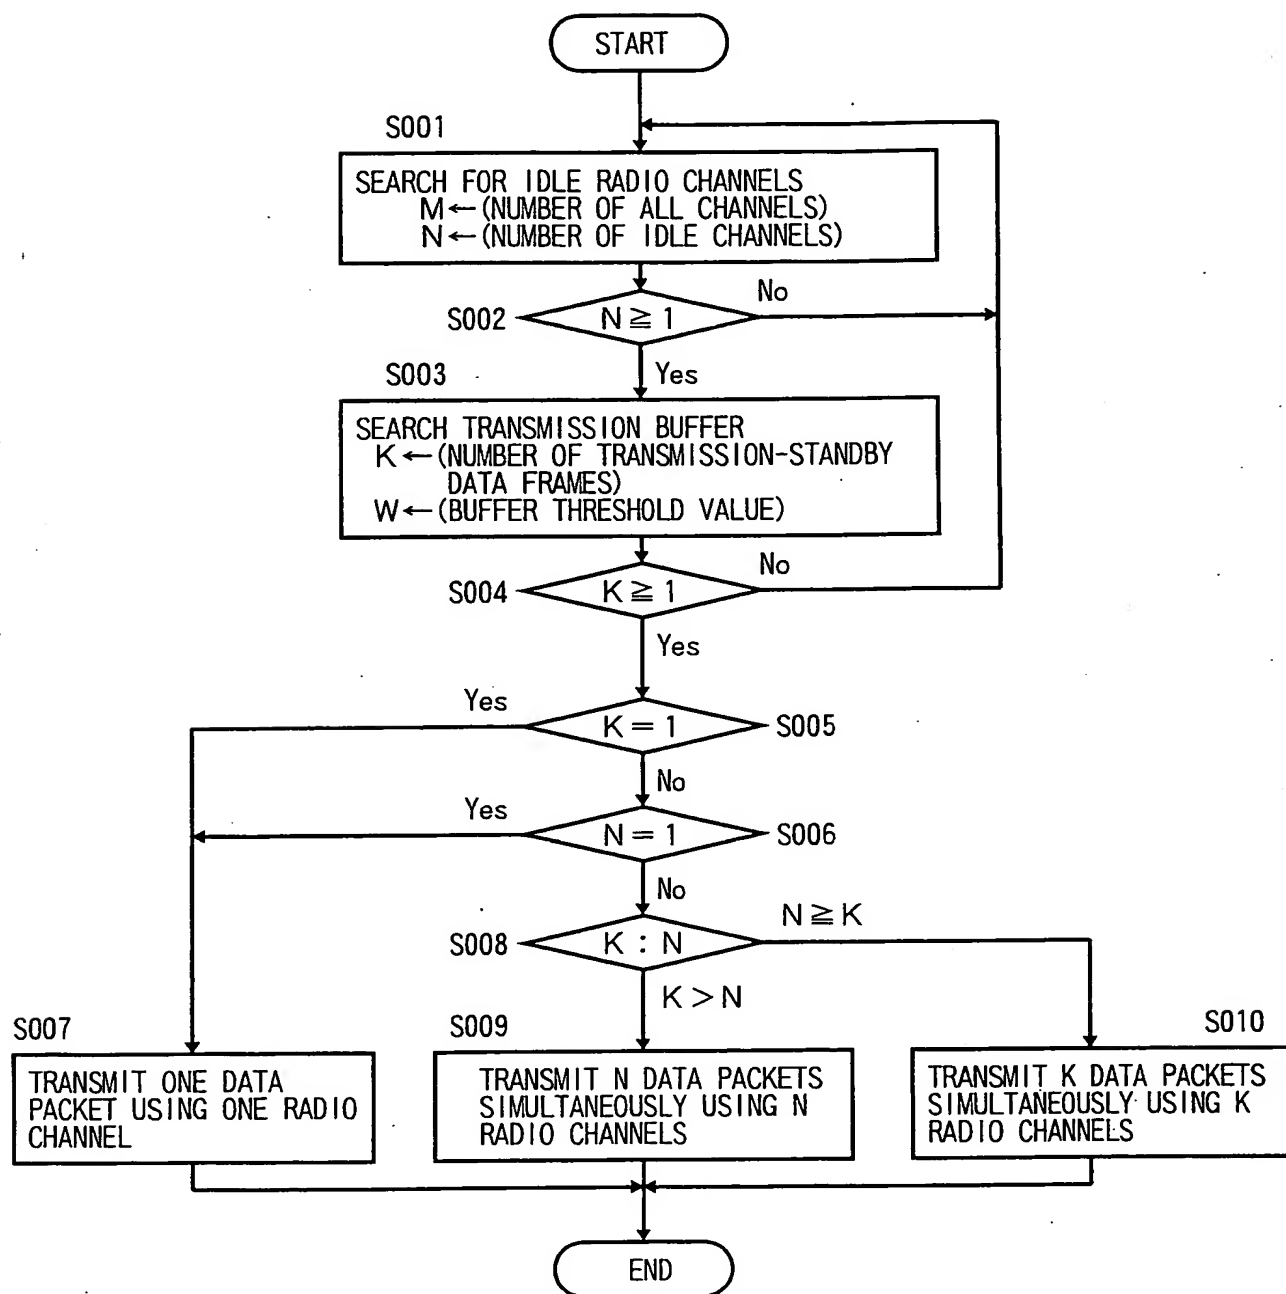 START
S001
SEARCH FOR IDLE RADIO CHANNELS
M←(NUMBER OF ALL CHANNELS)
N←(NUMBER OF IDLE CHANNELS)
No
S002
N≧1
Yes
S003
SEARCH TRANSMISSION BUFFER
K←(NUMBER OF TRANSMISSION-STANDBY
DATA FRAMES)
W←(BUFFER THRESHOLD VALUE)
No
S004
K≧1
Yes
Yes
K=1
S005
No
Yes
N=1
S006
No
N≧K
S008
K:N
K>N
S007
TRANSMIT ONE DATA
PACKET USING ONE RADIO
CHANNEL
S009
TRANSMIT N DATA PACKETS
SIMULTANEOUSLY USING N
RADIO CHANNELS
S010
TRANSMIT K DATA PACKETS
SIMULTANEOUSLY USING K
RADIO CHANNELS
END